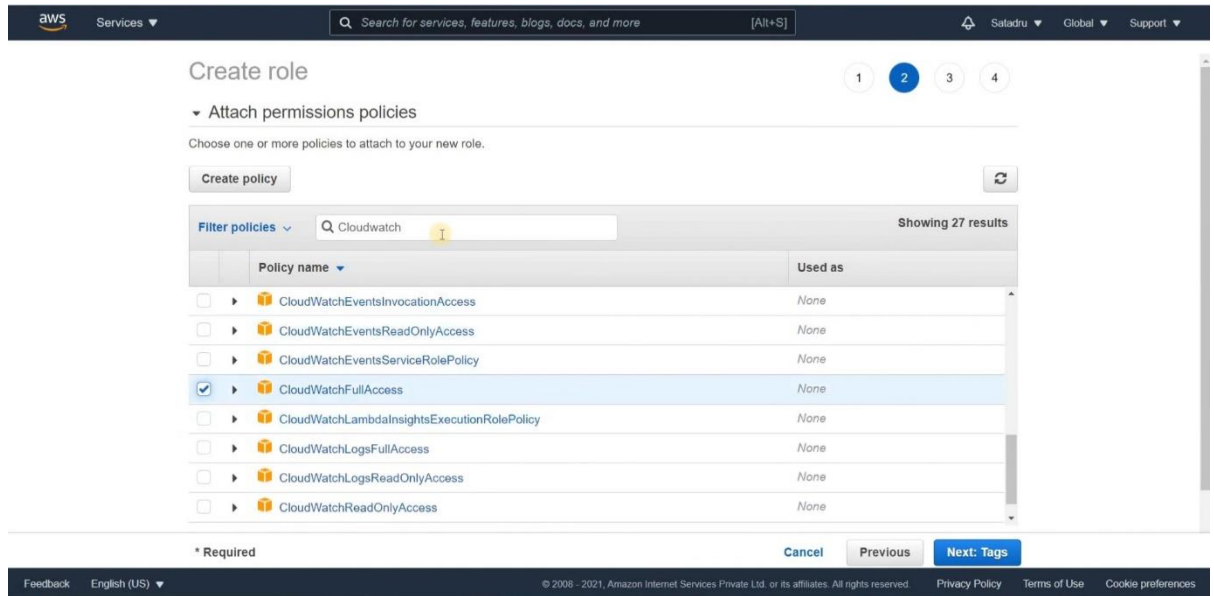 aws Services Search for services, features, blogs, docs, and more [Alt+S] Satadru Global Support
Create role 1 2 3 4
Attach permissions policies
Choose one or more policies to attach to your new role.
Create policy
Filter policies Cloudwatch Showing 27 results
Policy name Used as
CloudWatchEventsInvocationAccess None
CloudWatchEventsReadOnlyAccess None
CloudWatchEventsServiceRolePolicy None
CloudWatchFullAccess None
CloudWatchLambdaInsightsExecutionRolePolicy None
CloudWatchLogsFullAccess None
CloudWatchLogsReadOnlyAccess None
CloudWatchReadOnlyAccess None
* Required Cancel Previous Next: Tags
Feedback English (US) © 2008 - 2021, Amazon Internet Services Private Ltd. or its affiliates. All rights reserved. Privacy Policy Terms of Use Cookie preferences